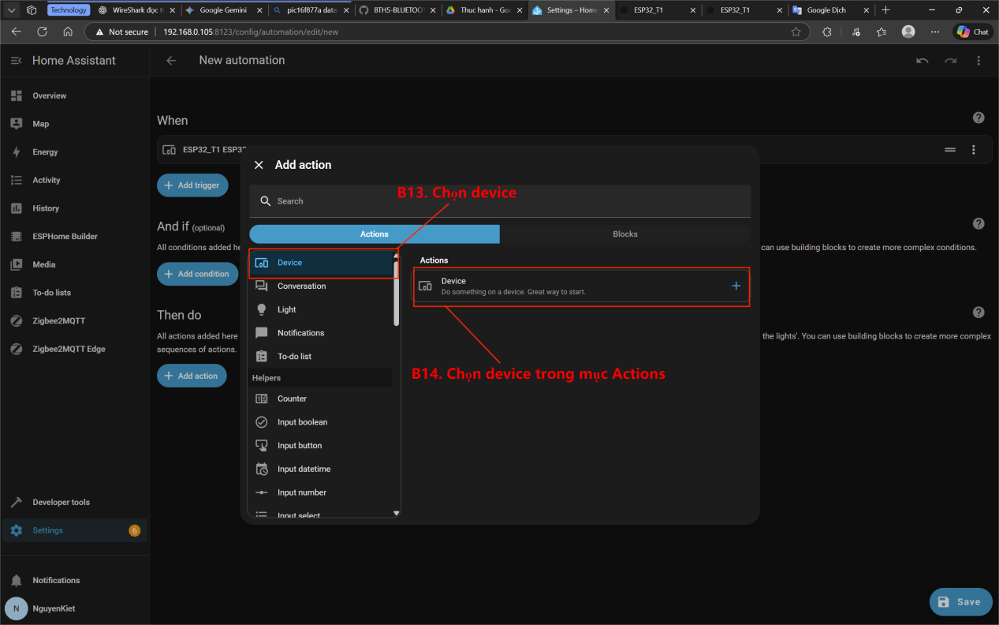 Technology
WireShark đọc t
Google Gemini
pic16f877a datas
BTH5-BLUETOOT
Thuc hanh - Goo
Settings – Home
ESP32_T1
ESP32_T1
Google Dịch
Not secure
192.168.0.105:8123/config/automation/edit/new
Chat
Home Assistant
New automation
Overview
Map
Energy
Activity
History
ESPHome Builder
Media
To-do lists
Zigbee2MQTT
Zigbee2MQTT Edge
Developer tools
Settings
6
Notifications
N
NguyenKiet
When
ESP32_T1 ESP32
Add trigger
And if (optional)
All conditions added he
can use building blocks to create more complex conditions.
Add condition
Then do
All actions added here
the lights'. You can use building blocks to create more complex
sequences of actions.
Add action
Add action
B13. Chọn device
Search
Actions
Blocks
Device
Conversation
Light
Notifications
To-do list
Helpers
Counter
Input boolean
Input button
Input datetime
Input number
Input select
Actions
Device
Do something on a device. Great way to start.
B14. Chọn device trong mục Actions
Save